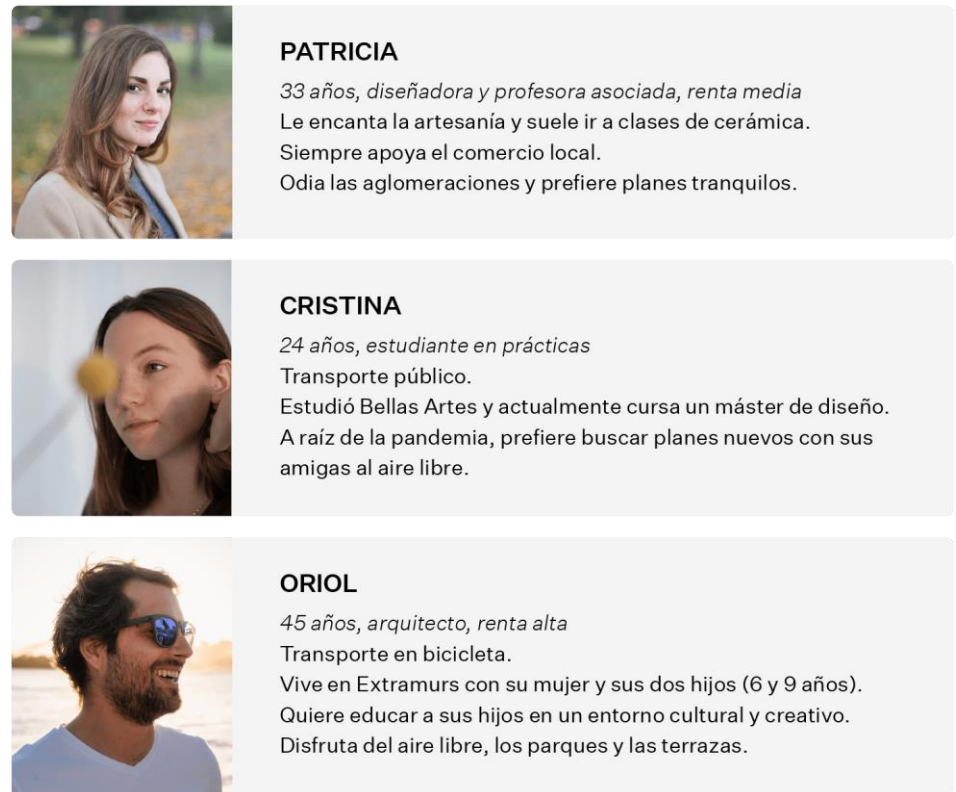 PATRICIA
33 años, diseñadora y profesora asociada, renta media
Le encanta la artesanía y suele ir a clases de cerámica.
Siempre apoya el comercio local.
Odia las aglomeraciones y prefiere planes tranquilos.
CRISTINA
24 años, estudiante en prácticas
Transporte público.
Estudió Bellas Artes y actualmente cursa un máster de diseño.
A raíz de la pandemia, prefiere buscar planes nuevos con sus
amigas al aire libre.
ORIOL
45 años, arquitecto, renta alta
Transporte en bicicleta.
Vive en Extramurs con su mujer y sus dos hijos (6 y 9 años).
Quiere educar a sus hijos en un entorno cultural y creativo.
Disfruta del aire libre, los parques y las terrazas.